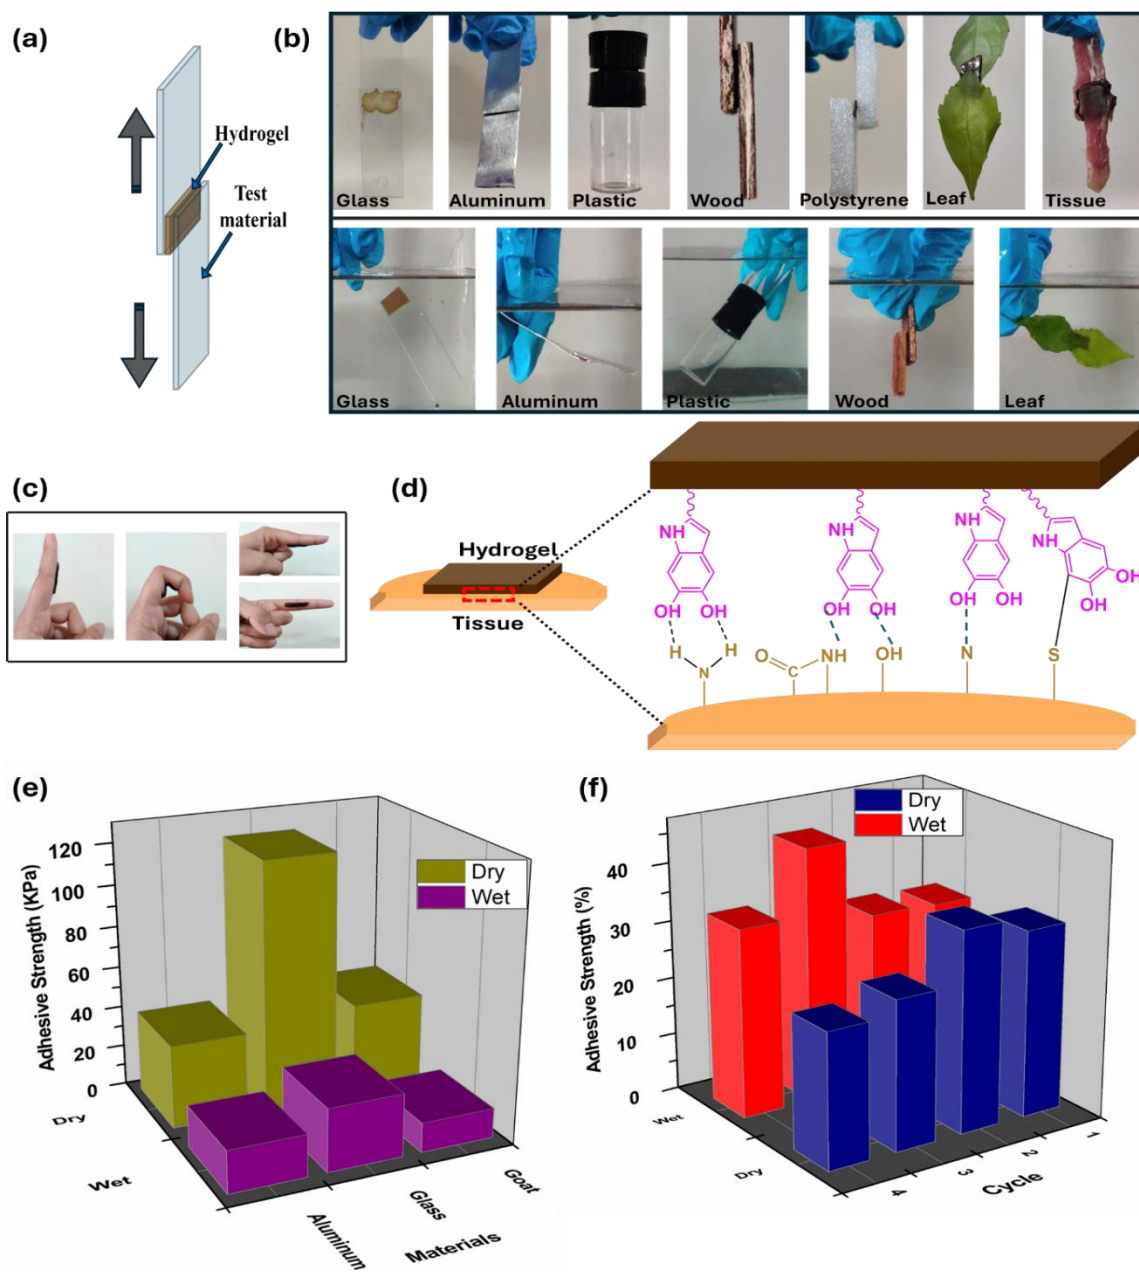 (a)
Hydrogel
Test
material
(b)
Glass
Aluminum
Plastic
Wood
Polystyrene
Leaf
Tissue
Glass
Aluminum
Plastic
Wood
Leaf
(c)
(d)
Hydrogel
Tissue
NH
OH
OH
NH
OH
OH
NH
OH
OH
NH
OH
OH
H
H
N
O
C
NH
OH
N
S
(e)
Adhesive Strength (KPa)
120
100
80
60
40
20
0
Dry
Wet
Dry
Wet
Aluminum
Glass
Goat
Materials
(f)
Adhesive Strength (%)
40
30
20
10
0
Dry
Wet
Wet
Dry
4
3
2
1
Cycle